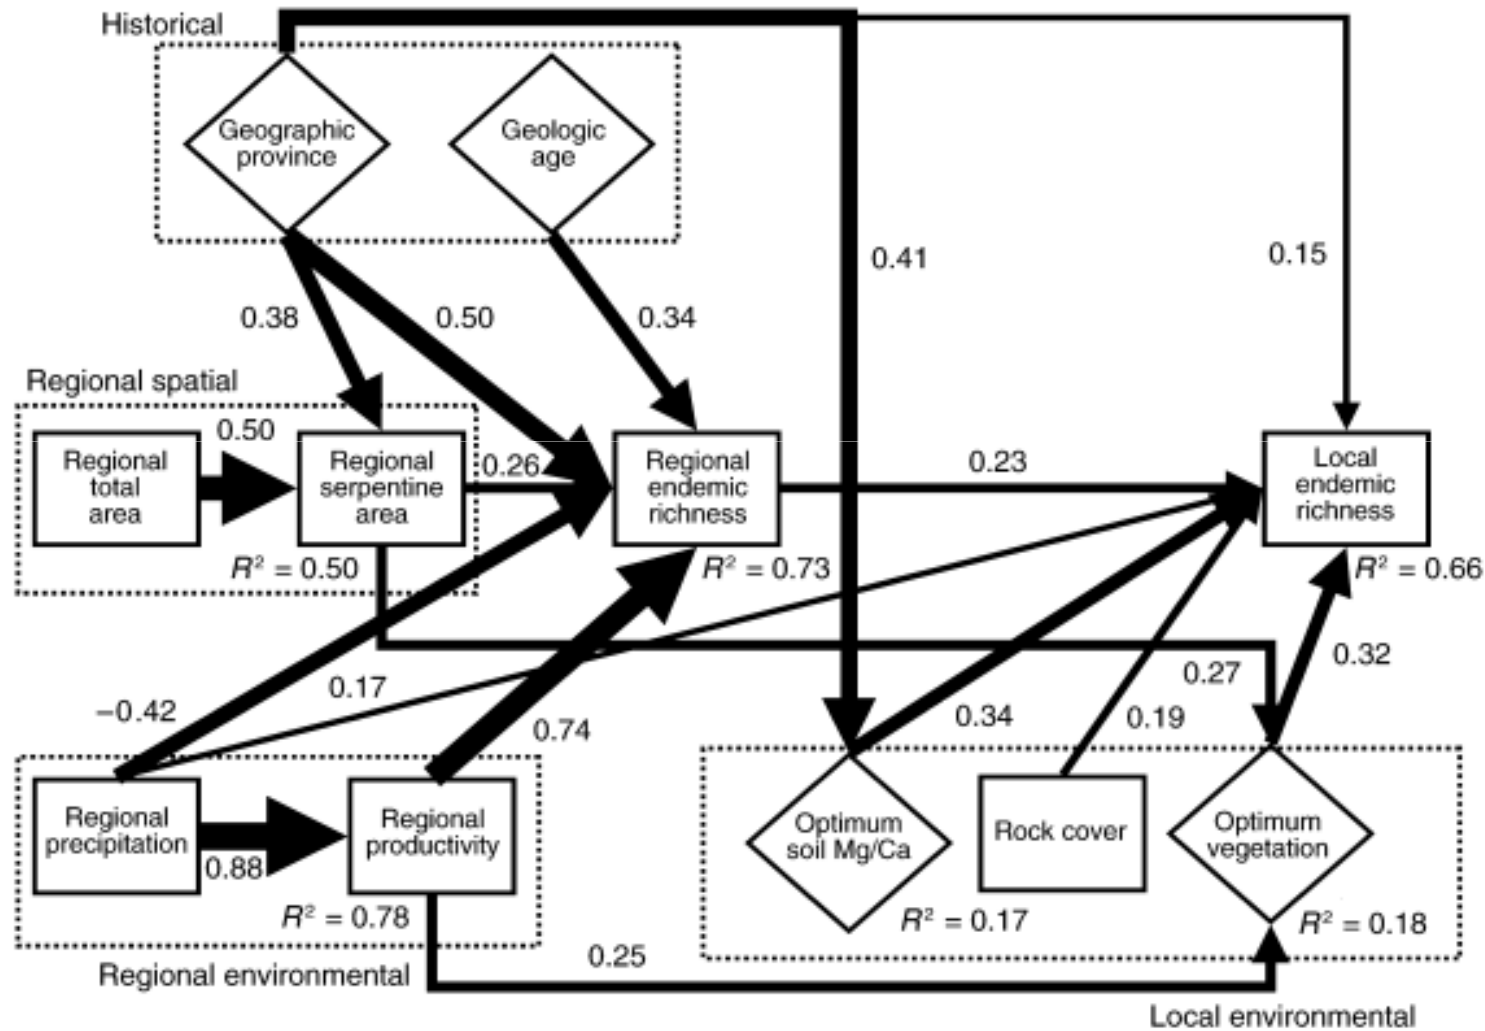 Historical
Geographic
province
Geologic
age
0.41
0.15
0.38
0.50
0.34
Regional spatial
0.50
Regional
total
area
Regional
serpentine
area
0.26
Regional
endemic
richness
0.23
Local
endemic
richness
R² = 0.50
R² = 0.73
R² = 0.66
0.32
0.27
0.17
−0.42
0.74
0.34
0.19
Regional
precipitation
0.88
Regional
productivity
Optimum
soil Mg/Ca
Rock cover
Optimum
vegetation
R² = 0.78
R² = 0.17
R² = 0.18
0.25
Regional environmental
Local environmental